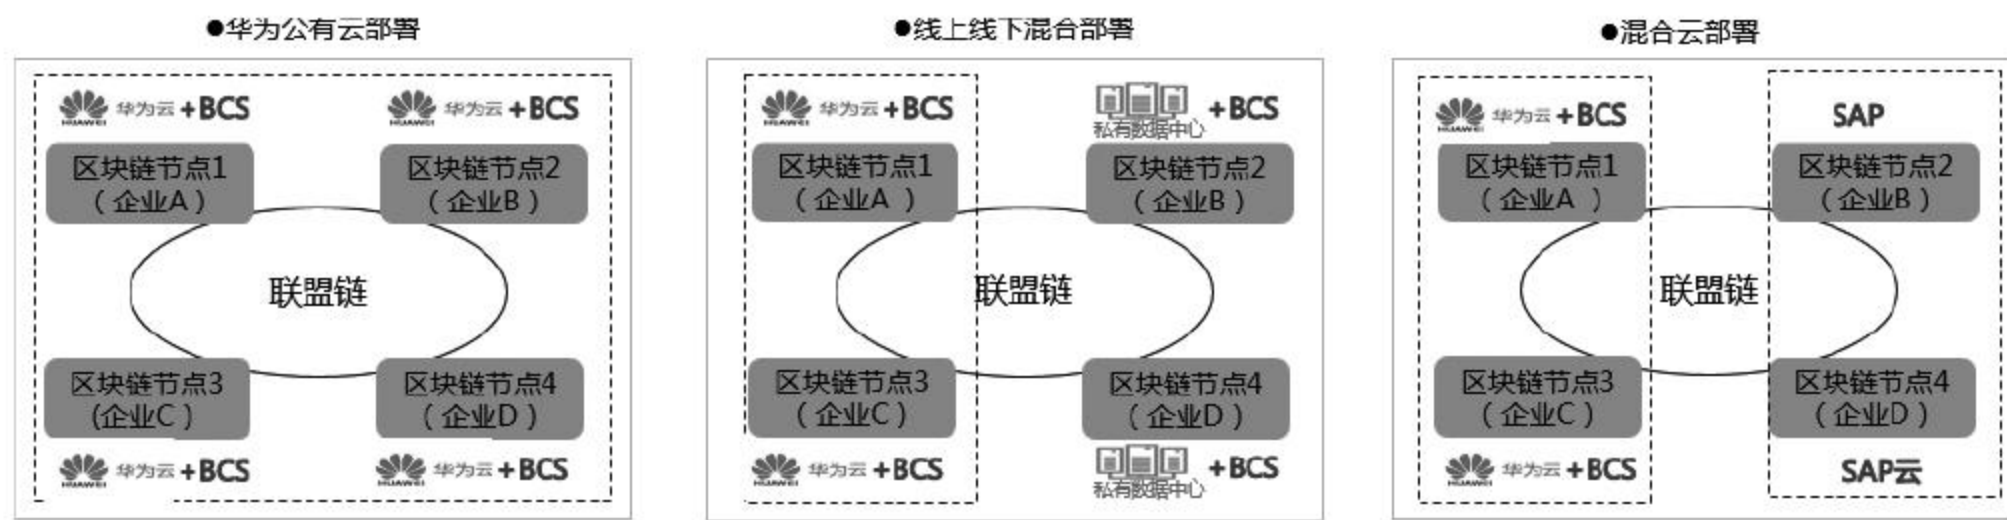 ●华为公有云部署
HUAWEI 华为云 +BCS
HUAWEI 华为云 +BCS
区块链节点1
（企业A）
区块链节点2
（企业B）
联盟链
区块链节点3
(企业C）
区块链节点4
（企业D）
HUAWEI 华为云 +BCS
HUAWEI 华为云 +BCS
●线上线下混合部署
HUAWEI 华为云 +BCS
私有数据中心 +BCS
区块链节点1
（企业A ）
区块链节点2
（企业B）
联盟链
区块链节点3
（企业C）
区块链节点4
（企业D）
HUAWEI 华为云 +BCS
私有数据中心 +BCS
●混合云部署
HUAWEI 华为云 +BCS
SAP
区块链节点1
（企业A ）
区块链节点2
（企业B）
联盟链
区块链节点3
（企业C）
区块链节点4
（企业D）
HUAWEI 华为云 +BCS
SAP云